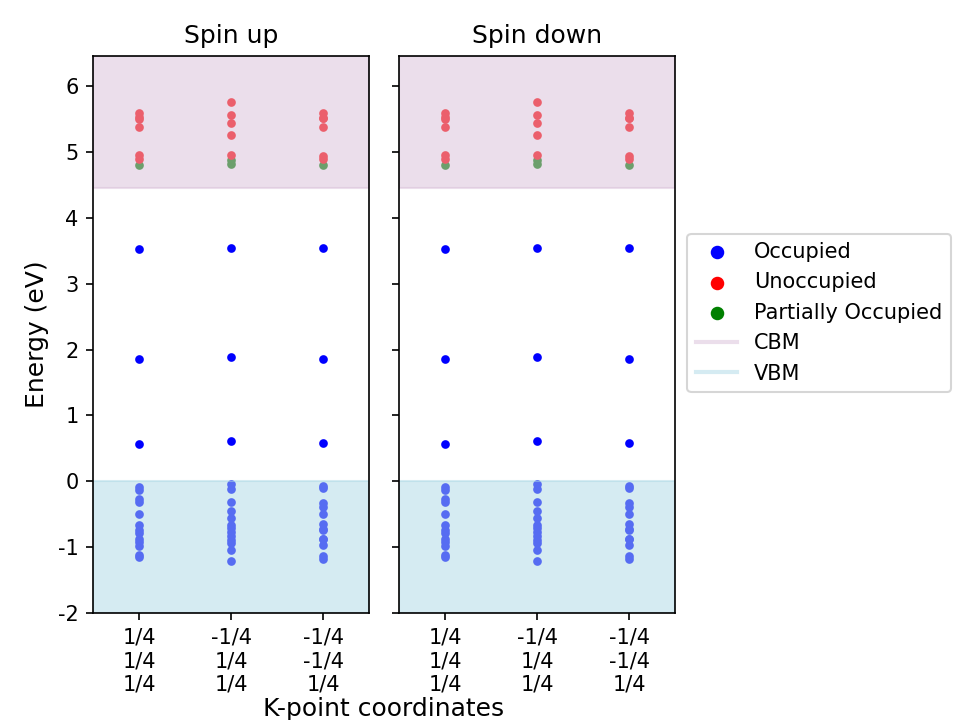 Spin up
Spin down
Energy (eV)
6
5
4
3
2
1
0
-1
-2
1/4 -1/4 -1/4
1/4 1/4 -1/4
1/4 1/4 1/4
1/4 -1/4 -1/4
1/4 1/4 -1/4
1/4 1/4 1/4
K-point coordinates
Occupied
Unoccupied
Partially Occupied
CBM
VBM